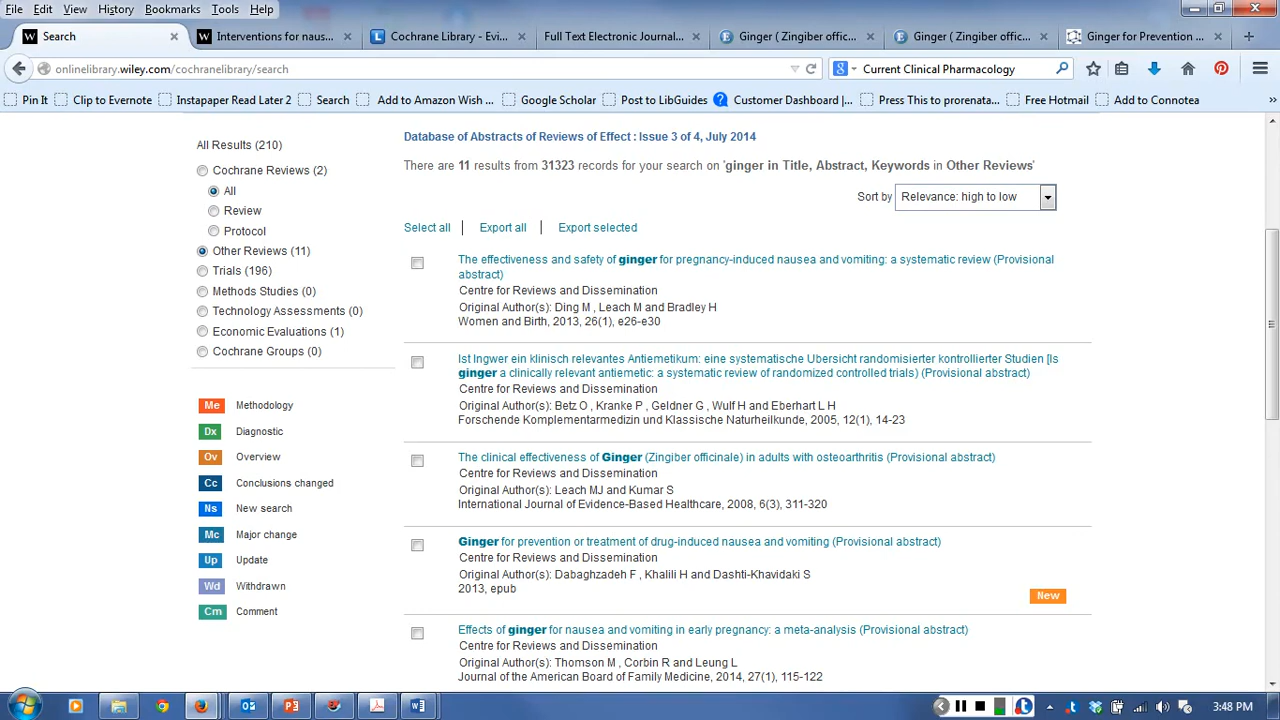 File Edit View History Bookmarks Tools Help
Search
Interventions for naus...
Cochrane Library - Evi...
Full Text Electronic Journal...
Ginger ( Zingiber offic...
Ginger ( Zingiber offic...
Ginger for Prevention ...
onlinelibrary.wiley.com/cochranelibrary/search
Current Clinical Pharmacology
Pin It Clip to Evernote Instapaper Read Later 2 Search Add to Amazon Wish ... Google Scholar Post to LibGuides Customer Dashboard |... Press This to prorenata... Free Hotmail Add to Connotea »
All Results (210)
Cochrane Reviews (2)
All
Review
Protocol
Other Reviews (11)
Trials (196)
Methods Studies (0)
Technology Assessments (0)
Economic Evaluations (1)
Cochrane Groups (0)
Me Methodology
Dx Diagnostic
Ov Overview
Cc Conclusions changed
Ns New search
Mc Major change
Up Update
Wd Withdrawn
Cm Comment
Database of Abstracts of Reviews of Effect : Issue 3 of 4, July 2014
There are 11 results from 31323 records for your search on 'ginger in Title, Abstract, Keywords in Other Reviews'
Sort by Relevance: high to low
Select all | Export all | Export selected
The effectiveness and safety of ginger for pregnancy-induced nausea and vomiting: a systematic review (Provisional
abstract)
Centre for Reviews and Dissemination
Original Author(s): Ding M , Leach M and Bradley H
Women and Birth, 2013, 26(1), e26-e30
Ist Ingwer ein klinisch relevantes Antiemetikum: eine systematische Ubersicht randomisierter kontrollierter Studien [Is
ginger a clinically relevant antiemetic: a systematic review of randomized controlled trials) (Provisional abstract)
Centre for Reviews and Dissemination
Original Author(s): Betz O , Kranke P , Geldner G , Wulf H and Eberhart L H
Forschende Komplementarmedizin und Klassische Naturheilkunde, 2005, 12(1), 14-23
The clinical effectiveness of Ginger (Zingiber officinale) in adults with osteoarthritis (Provisional abstract)
Centre for Reviews and Dissemination
Original Author(s): Leach MJ and Kumar S
International Journal of Evidence-Based Healthcare, 2008, 6(3), 311-320
Ginger for prevention or treatment of drug-induced nausea and vomiting (Provisional abstract)
Centre for Reviews and Dissemination
Original Author(s): Dabaghzadeh F , Khalili H and Dashti-Khavidaki S
2013, epub
New
Effects of ginger for nausea and vomiting in early pregnancy: a meta-analysis (Provisional abstract)
Centre for Reviews and Dissemination
Original Author(s): Thomson M , Corbin R and Leung L
Journal of the American Board of Family Medicine, 2014, 27(1), 115-122
3:48 PM